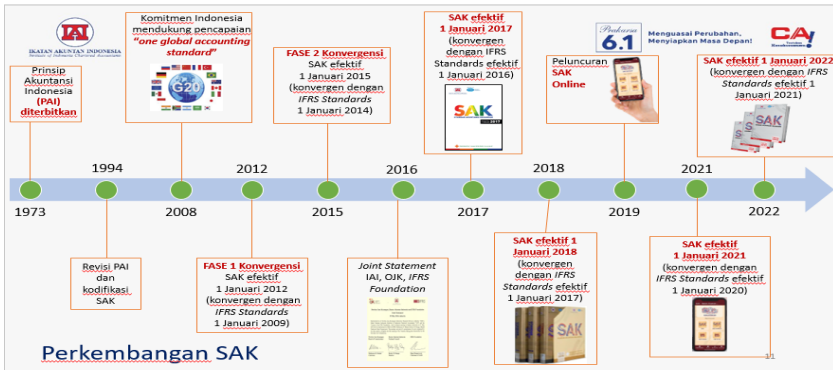 IAI
IKATAN AKUNTAN INDONESIA
Prinsip
Akuntansi
Indonesia
(PAI)
diterbitkan
Komitmen Indonesia
mendukung pencapaian
"one global accounting
standard"
G20
FASE 2 Konvergensi
SAK efektif
1 Januari 2015
(konvergen dengan
IFRS Standards
1 Januari 2014)
SAK efektif
1 Januari 2017
(konvergen
dengan IFRS
Standards efektif
1 Januari 2016)
SAK
Peluncuran
SAK
Online
Prakarsa
6.1
Menguasai Perubahan,
Menyiapkan Masa Depan!
CA!
SAK efektif 1 Januari 2022
(konvergen dengan IFRS
Standards efektif 1
Januari 2021)
SAK
1994
2012
2016
2018
2021
1973
2008
2015
2017
2019
2022
Revisi PAI
dan
kodifikasi
SAK
FASE 1 Konvergensi
SAK efektif
1 Januari 2012
(konvergen dengan
IFRS Standards
1 Januari 2009)
Joint Statement
IAI, OJK, IFRS
Foundation
SAK efektif 1
Januari 2018
(konvergen
dengan IFRS
Standards efektif
1 Januari 2017)
SAK
SAK efektif
1 Januari 2021
(konvergen dengan
IFRS Standards efektif
1 Januari 2020)
Perkembangan SAK
11